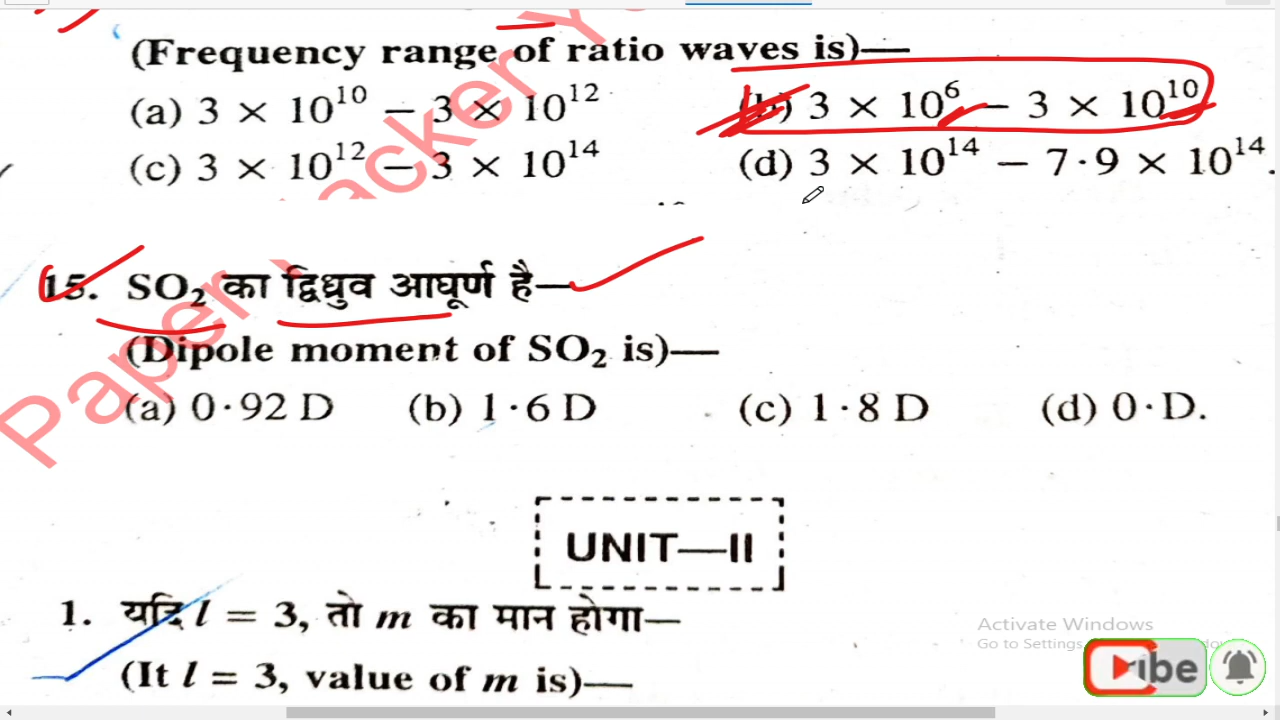 (Frequency range of ratio waves is)—
(a) 3 × 10¹⁰ − 3 × 10¹² (b) 3 × 10⁶ − 3 × 10¹⁰
(c) 3 × 10¹² − 3 × 10¹⁴ (d) 3 × 10¹⁴ − 7·9 × 10¹⁴.
15. SO₂ का द्विध्रुव आघूर्ण है—
(Dipole moment of SO₂ is)—
(a) 0·92 D (b) 1·6 D (c) 1·8 D (d) 0·D.
UNIT—II
1. यदि l = 3, तो m का मान होगा—
(It l = 3, value of m is)—
Activate Windows
Go to Settings
ibe
Paper
acker